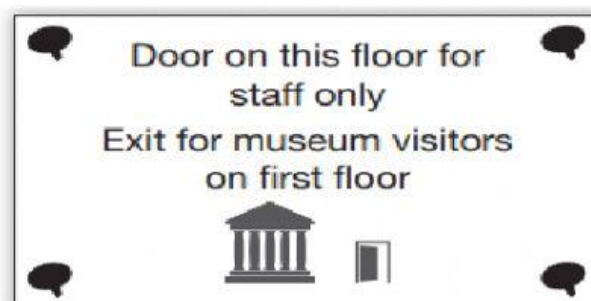 Door on this floor for
staff only
Exit for museum visitors
on first floor